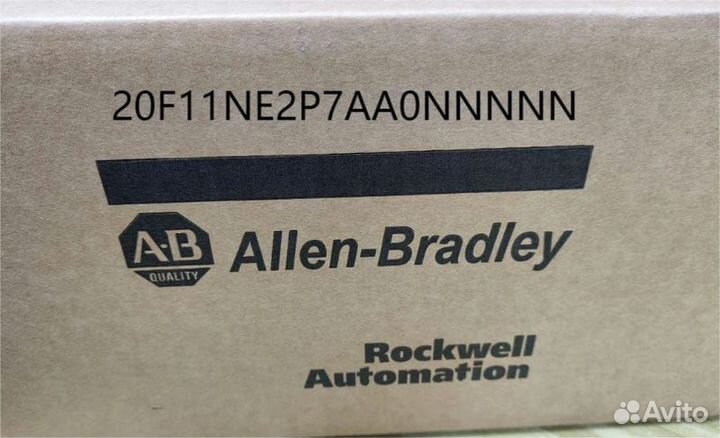 20F11NE2P7AA0NNNNN
A-B
QUALITY
Allen-Bradley
Rockwell
Automation
Avito